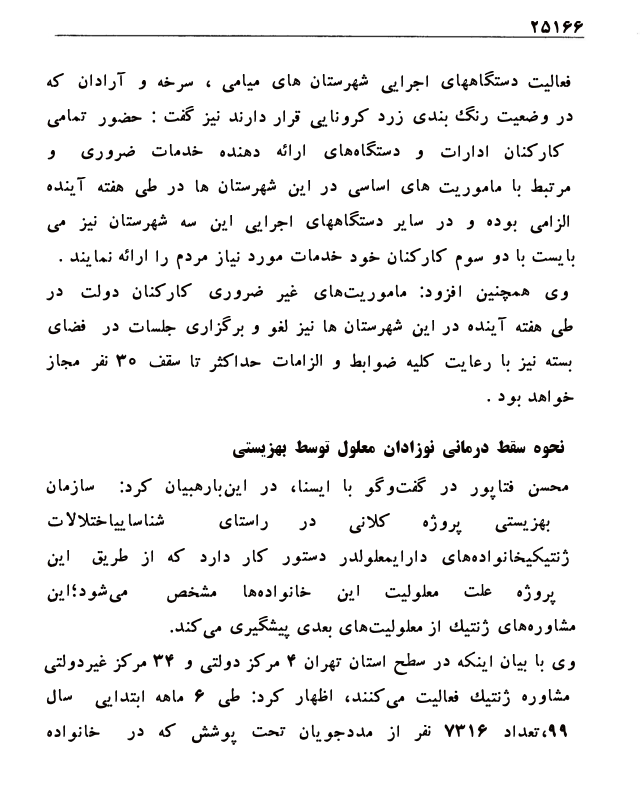 ۲۵۱۶۶
فعالیت دستگاههای اجرایی شهرستان های میامی ، سرخه و آرادان که
در وضعیت رنگ بندی زرد کرونایی قرار دارند نیز گفت : حضور تمامی
کارکنان ادارات و دستگاه‌های ارائه دهنده خدمات ضروری و
مرتبط با ماموریت های اساسی در این شهرستان ها در طی هفته آینده
الزامی بوده و در سایر دستگاههای اجرایی این سه شهرستان نیز می
بایست با دو سوم کارکنان خود خدمات مورد نیاز مردم را ارائه نمایند .
وی همچنین افزود: ماموریت‌های غیر ضروری کارکنان دولت در
طی هفته آینده در این شهرستان ها نیز لغو و برگزاری جلسات در فضای
بسته نیز با رعایت کلیه ضوابط و الزامات حداکثر تا سقف ۳۰ نفر مجاز
خواهد بود .
نحوه سقط درمانی نوزادان معلول توسط بهزیستی
محسن فتاپور در گفت‌وگو با ایسنا، در این‌بارهبیان کرد: سازمان
بهزیستی پروژه کلانی در راستای شناساییاختلالات
ژنتیکیخانواده‌های دارایمعلولدر دستور کار دارد که از طریق این
پروژه علت معلولیت این خانواده‌ها مشخص می‌شود؛این
مشاوره‌های ژنتیک از معلولیت‌های بعدی پیشگیری می‌کند.
وی با بیان اینکه در سطح استان تهران ۴ مرکز دولتی و ۳۴ مرکز غیردولتی
مشاوره ژنتیک فعالیت می‌کنند، اظهار کرد: طی ۶ ماهه ابتدایی سال
۹۹،تعداد ۷۳۱۶ نفر از مددجویان تحت پوشش که در خانواده